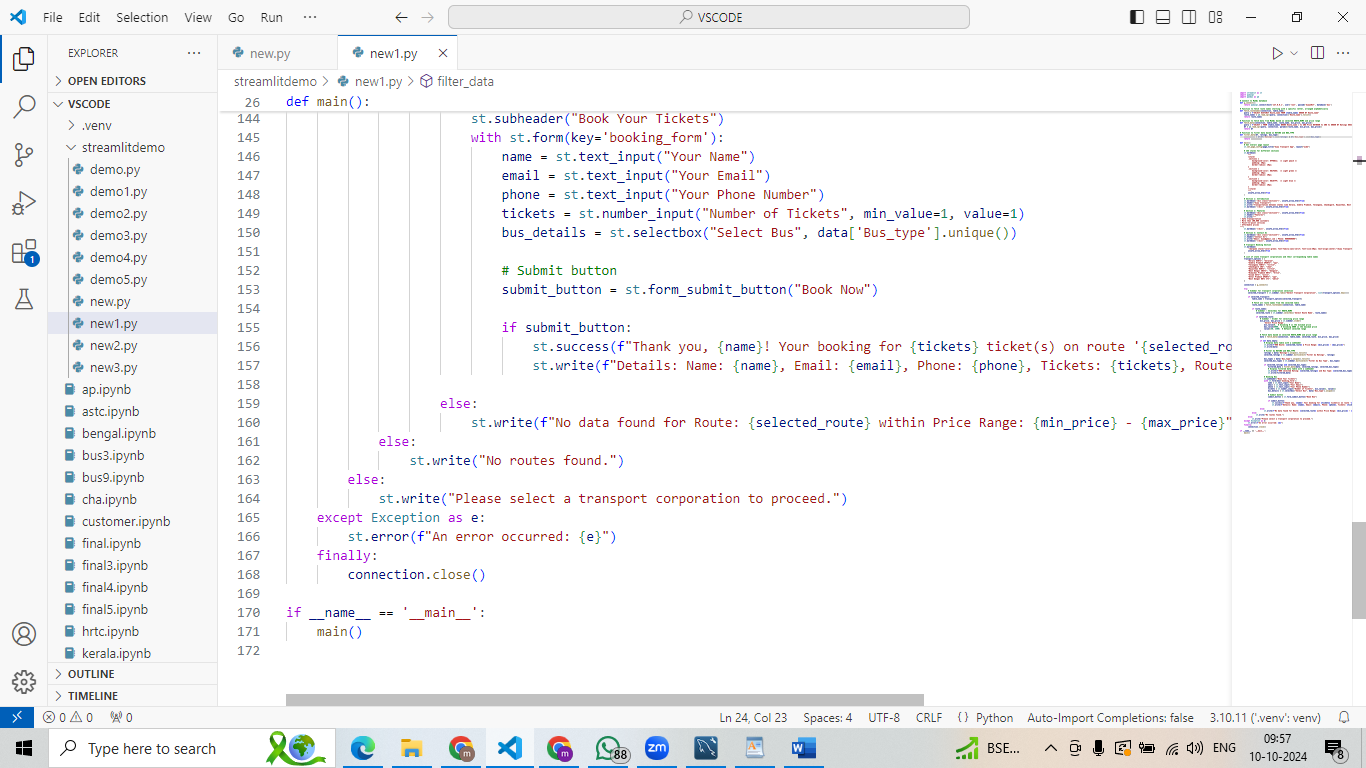 File Edit Selection View Go Run ··· VSCODE
EXPLORER ···
OPEN EDITORS
VSCODE
.venv
streamlitdemo
demo.py
demo1.py
demo2.py
demo3.py
demo4.py
demo5.py
new.py
new1.py
new2.py
new3.py
ap.ipynb
astc.ipynb
bengal.ipynb
bus3.ipynb
bus9.ipynb
cha.ipynb
customer.ipynb
final.ipynb
final3.ipynb
final4.ipynb
final5.ipynb
hrtc.ipynb
kerala.ipynb
OUTLINE
TIMELINE
1
new.py new1.py
streamlitdemo > new1.py > filter_data
26 def main():
144 st.subheader("Book Your Tickets")
145 with st.form(key='booking_form'):
146 name = st.text_input("Your Name")
147 email = st.text_input("Your Email")
148 phone = st.text_input("Your Phone Number")
149 tickets = st.number_input("Number of Tickets", min_value=1, value=1)
150 bus_details = st.selectbox("Select Bus", data['Bus_type'].unique())
151
152 # Submit button
153 submit_button = st.form_submit_button("Book Now")
154
155 if submit_button:
156 st.success(f"Thank you, {name}! Your booking for {tickets} ticket(s) on route '{selected_ro
157 st.write(f"Details: Name: {name}, Email: {email}, Phone: {phone}, Tickets: {tickets}, Route
158
159 else:
160 st.write(f"No data found for Route: {selected_route} within Price Range: {min_price} - {max_price}"
161 else:
162 st.write("No routes found.")
163 else:
164 st.write("Please select a transport corporation to proceed.")
165 except Exception as e:
166 st.error(f"An error occurred: {e}")
167 finally:
168 connection.close()
169
170 if __name__ == '__main__':
171 main()
172
0 0 0 Ln 24, Col 23 Spaces: 4 UTF-8 CRLF {} Python Auto-Import Completions: false 3.10.11 ('.venv': venv)
Type here to search m m 88 zm W BSE... ENG 09:57
10-10-2024 8